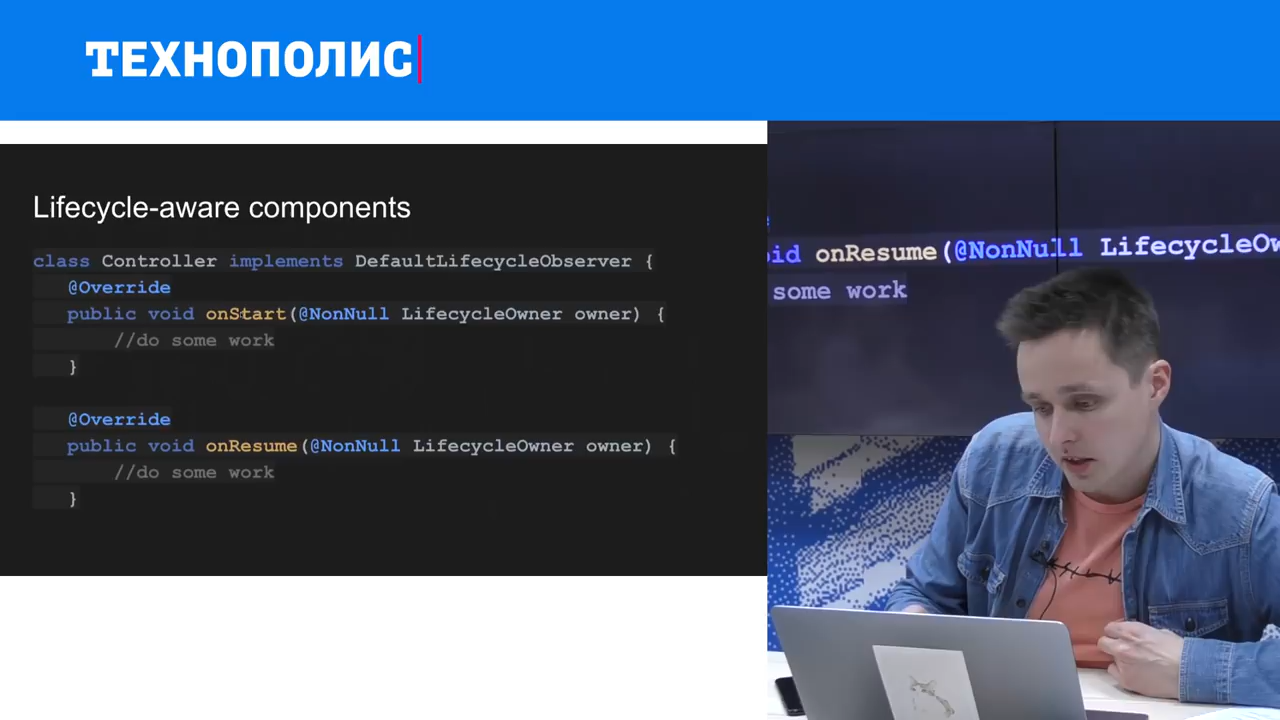 ТЕХНОПОЛИС
Lifecycle-aware components
class Controller implements DefaultLifecycleObserver {
@Override
public void onStart(@NonNull LifecycleOwner owner) {
//do some work
}
@Override
public void onResume(@NonNull LifecycleOwner owner) {
//do some work
}
id onResume(@NonNull LifecycleOw
some work